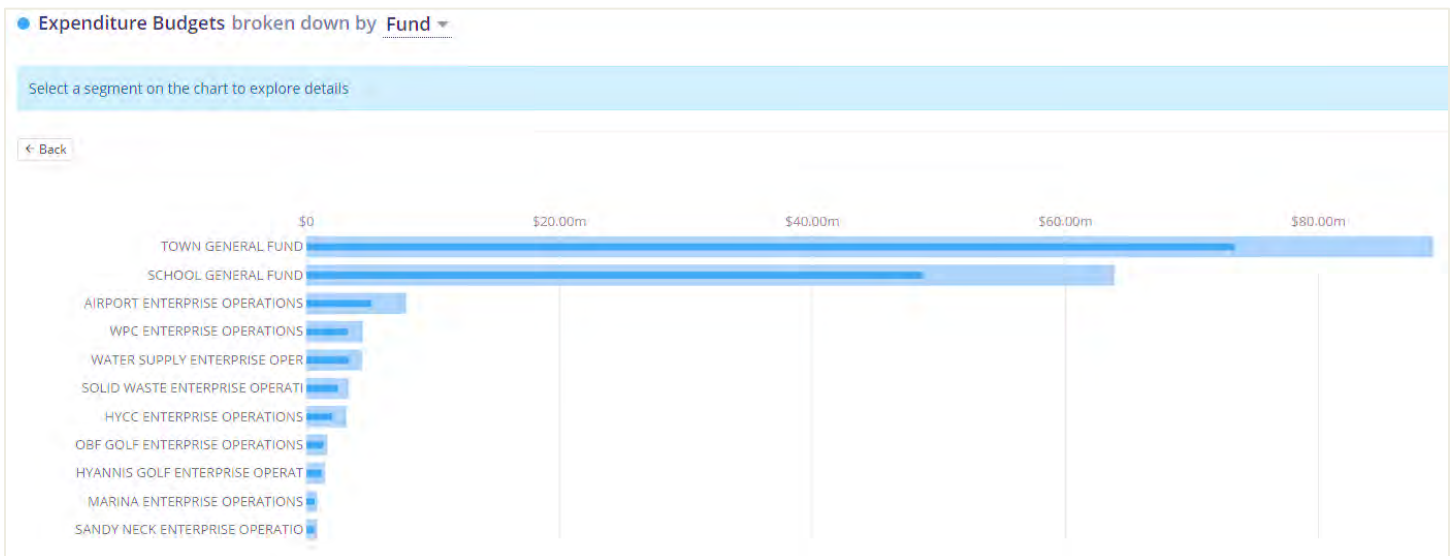 Expenditure Budgets broken down by Fund
Select a segment on the chart to explore details
← Back
$0 $20.00m $40.00m $60.00m $80.00m
TOWN GENERAL FUND
SCHOOL GENERAL FUND
AIRPORT ENTERPRISE OPERATIONS
WPC ENTERPRISE OPERATIONS
WATER SUPPLY ENTERPRISE OPER
SOLID WASTE ENTERPRISE OPERATI
HYCC ENTERPRISE OPERATIONS
OBF GOLF ENTERPRISE OPERATIONS
HYANNIS GOLF ENTERPRISE OPERAT
MARINA ENTERPRISE OPERATIONS
SANDY NECK ENTERPRISE OPERATIO